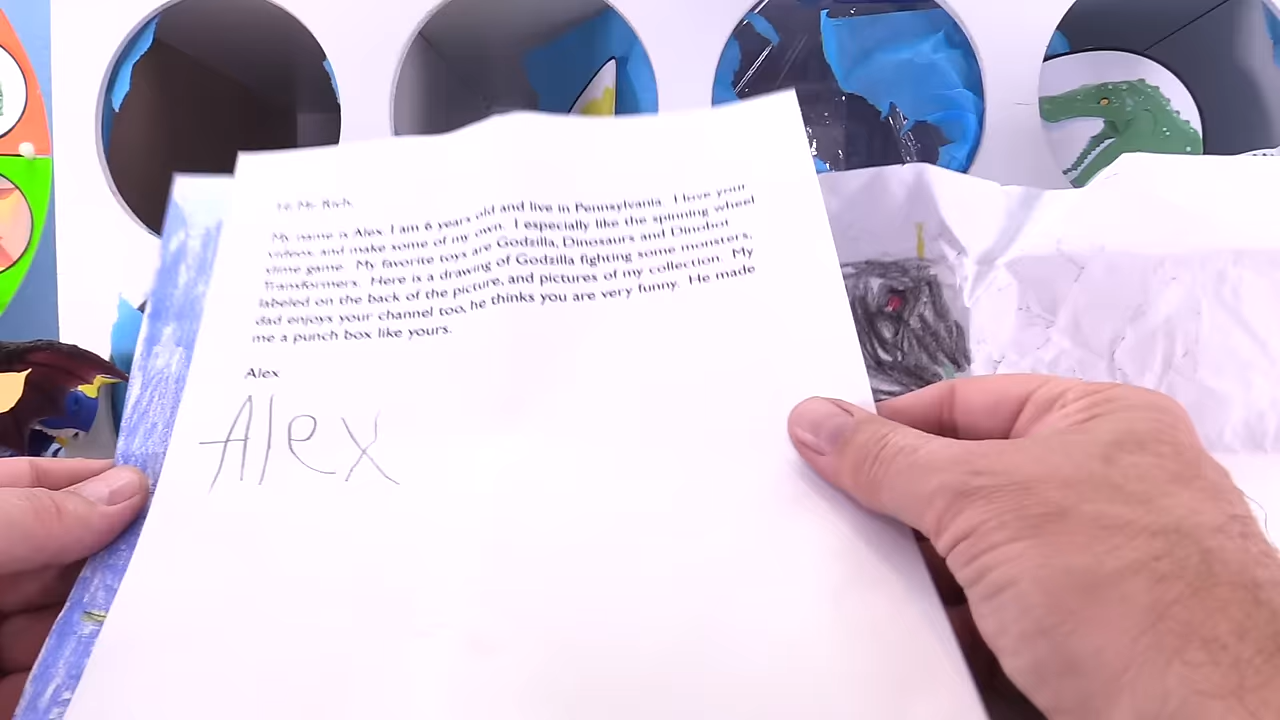 To Mr. Rich,
My name is Alex. I am 6 years old and live in Pennsylvania. I love your
videos and make some of my own. I especially like the spinning wheel
slime game. My favorite toys are Godzilla, Dinosaurs and Dinobot
Transformers. Here is a drawing of Godzilla fighting some monsters,
labeled on the back of the picture, and pictures of my collection. My
dad enjoys your channel too, he thinks you are very funny. He made
me a punch box like yours.
Alex
Alex